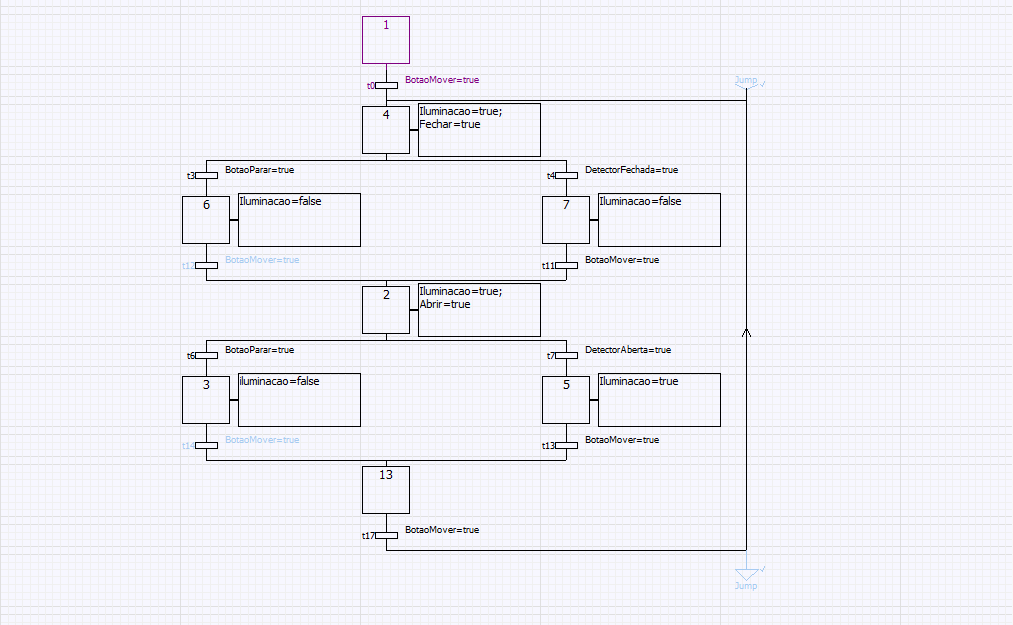 1
t0 BotaoMover=true
Jump
4
Iluminacao=true;
Fechar=true
t3 BotaoParar=true
t4 DetectorFechada=true
6
Iluminacao=false
7
Iluminacao=false
t12 BotaoMover=true
t11 BotaoMover=true
2
Iluminacao=true;
Abrir=true
t6 BotaoParar=true
t7 DetectorAberta=true
3
iluminacao=false
5
Iluminacao=true
t14 BotaoMover=true
t13 BotaoMover=true
13
t17 BotaoMover=true
Jump